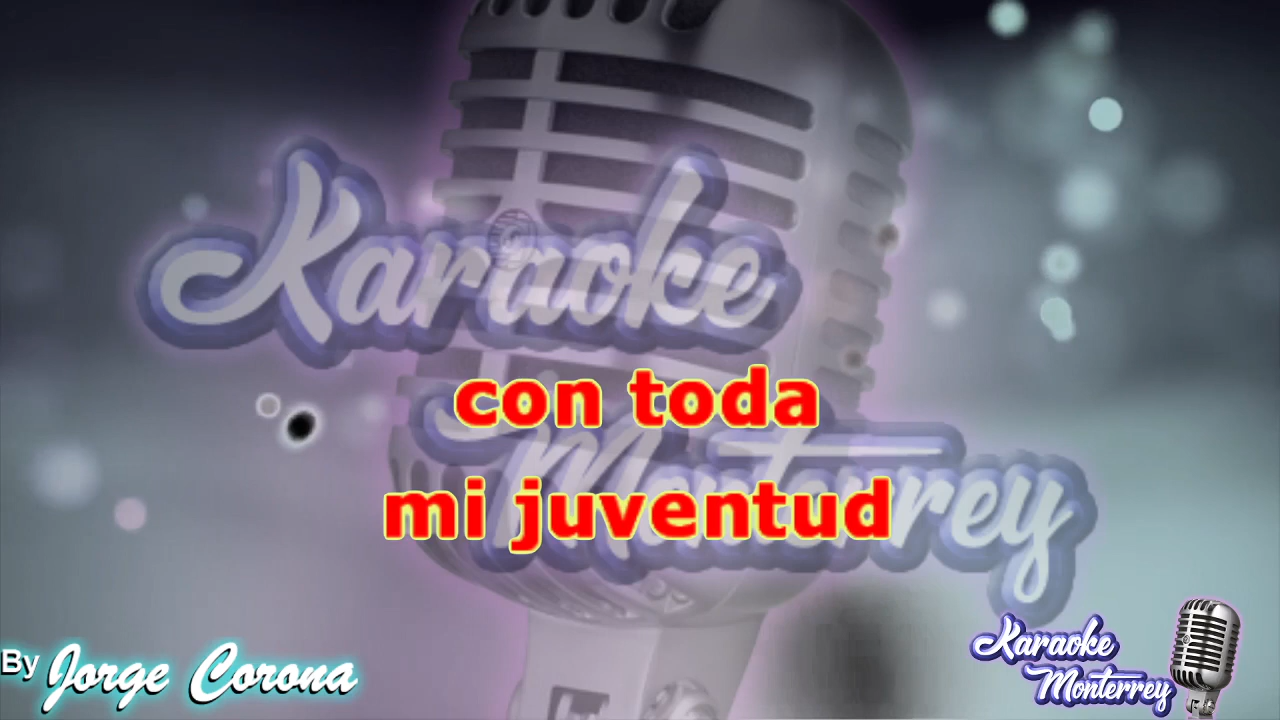 Karaoke
con toda
Monterrey
mi juventud
By Jorge Corona
Karaoke
Monterrey